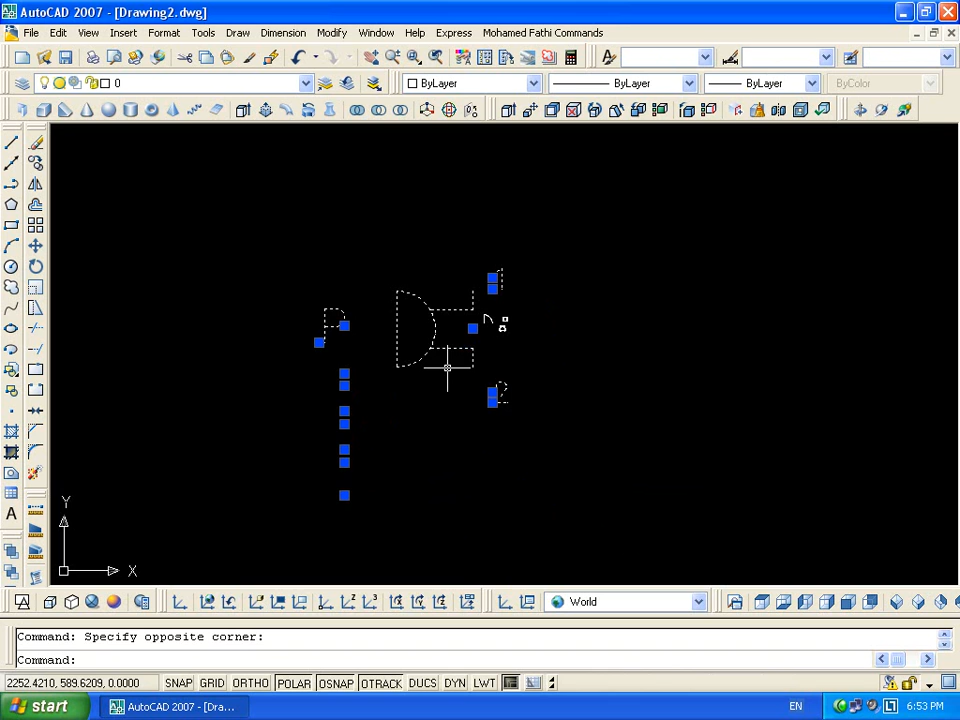 AutoCAD 2007 - [Drawing2.dwg]
File Edit View Insert Format Tools Draw Dimension Modify Window Help Express Mohamed Fathi Commands
0 ByLayer ByLayer ByLayer ByColor
P
1
2
Y
X
A
World
Command: Specify opposite corner:
Command:
2252.4210, 589.6209, 0.0000 SNAP GRID ORTHO POLAR OSNAP OTRACK DUCS DYN LWT
start AutoCAD 2007 - [Dra... EN 6:53 PM